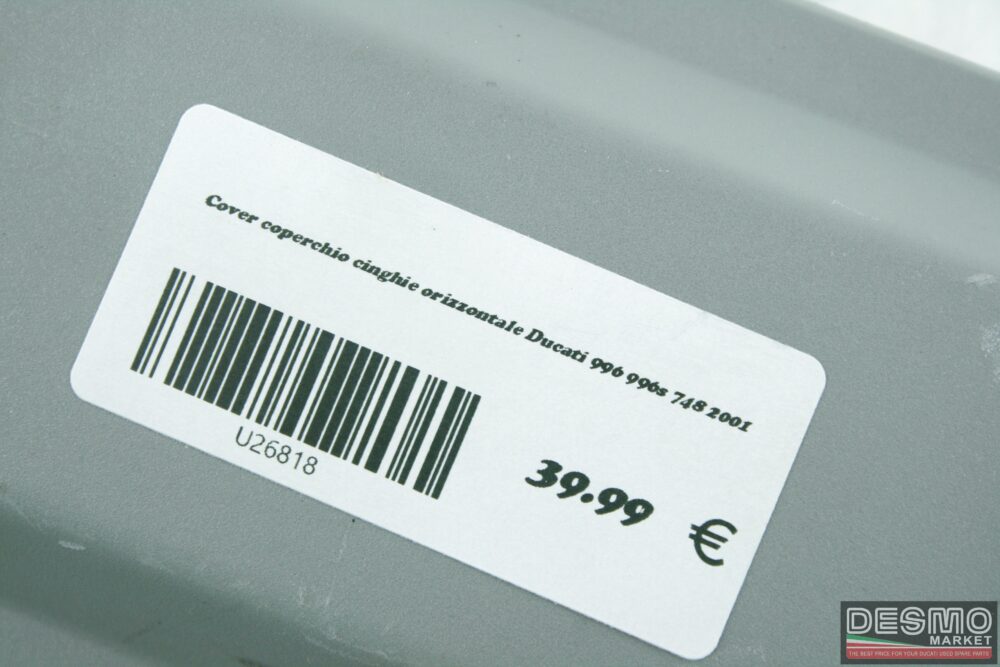 Cover coperchio cinghie orizzontale Ducati 996 996s 748 2001
U26818
39.99 €
DESMO
MARKET
THE BEST PRICE FOR YOUR DUCATI USED SPARE PARTS